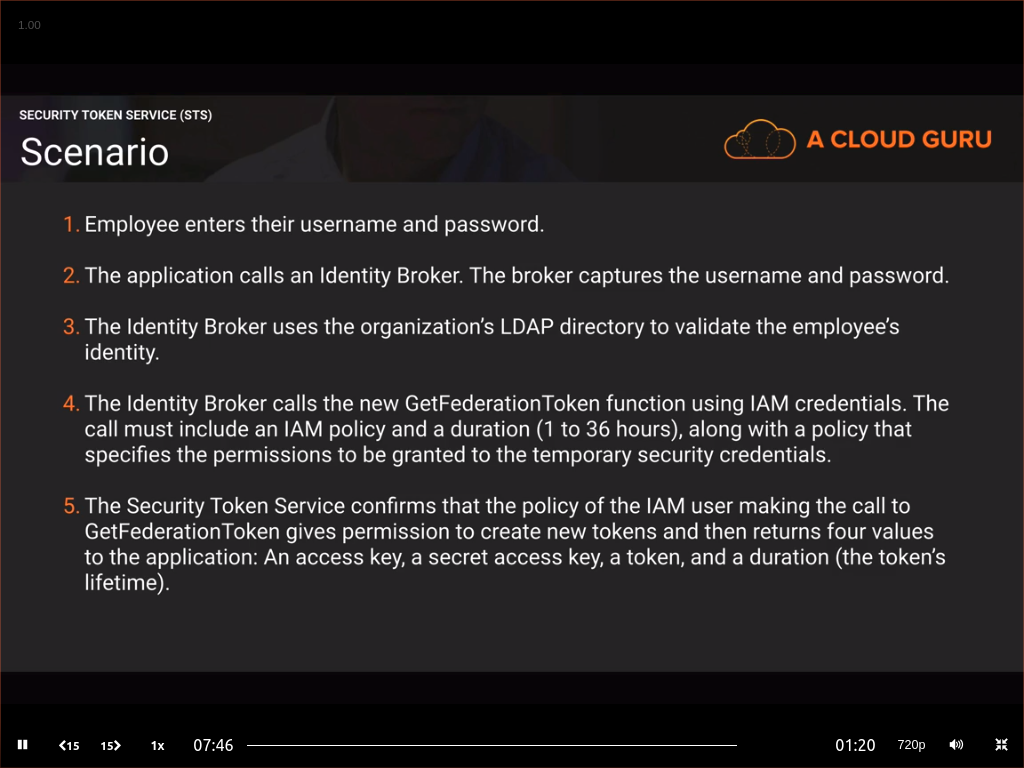 1.00
SECURITY TOKEN SERVICE (STS)
Scenario
A CLOUD GURU
1. Employee enters their username and password.
2. The application calls an Identity Broker. The broker captures the username and password.
3. The Identity Broker uses the organization’s LDAP directory to validate the employee’s
identity.
4. The Identity Broker calls the new GetFederationToken function using IAM credentials. The
call must include an IAM policy and a duration (1 to 36 hours), along with a policy that
specifies the permissions to be granted to the temporary security credentials.
5. The Security Token Service confirms that the policy of the IAM user making the call to
GetFederationToken gives permission to create new tokens and then returns four values
to the application: An access key, a secret access key, a token, and a duration (the token’s
lifetime).
15 15 1x 07:46 01:20 720p